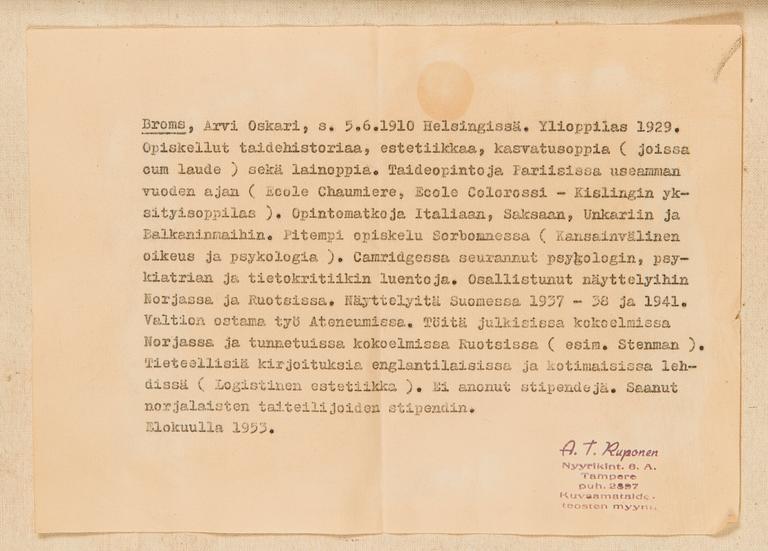 Broms, Arvi Oskari, s. 5.6.1910 Helsingissä. Ylioppilas 1929.
Opiskellut taidehistoriaa, estetiikkaa, kasvatusoppia ( joissa
cum laude ) sekä lainoppia. Taideopintoja Pariisissa useamman
vuoden ajan ( Ecole Chaumiere, Ecole Colorossi - Kislingin yk-
sityisoppilas ). Opintomatkoja Italiaan, Saksaan, Unkariin ja
Balkaninmaihin. Pitempi opiskelu Sorbonnessa ( Kansainvälinen
oikeus ja psykologia ). Camridgessa seurannut psykologin, psy-
kiatrian ja tietokritiikin luentoja. Osallistunut näyttelyihin
Norjassa ja Ruotsissa. Näyttelyitä Suomessa 1937 - 38 ja 1941.
Valtion ostama työ Ateneumissa. Töitä julkisissa kokoelmissa
Norjassa ja tunnetuissa kokoelmissa Ruotsissa ( esim. Stenman ).
Tieteellisiä kirjoituksia englantilaisissa ja kotimaisissa leh-
dissä ( Logistinen estetiikka ). Ei anonut stipendejä. Saanut
norjalaisten taiteilijoiden stipendin.
Elokuulla 1953.
A. T. Ruponen
Nyyrikint. 8. A.
Tampere
puh. 2887
Kuvaamataide-
teosten myynt.